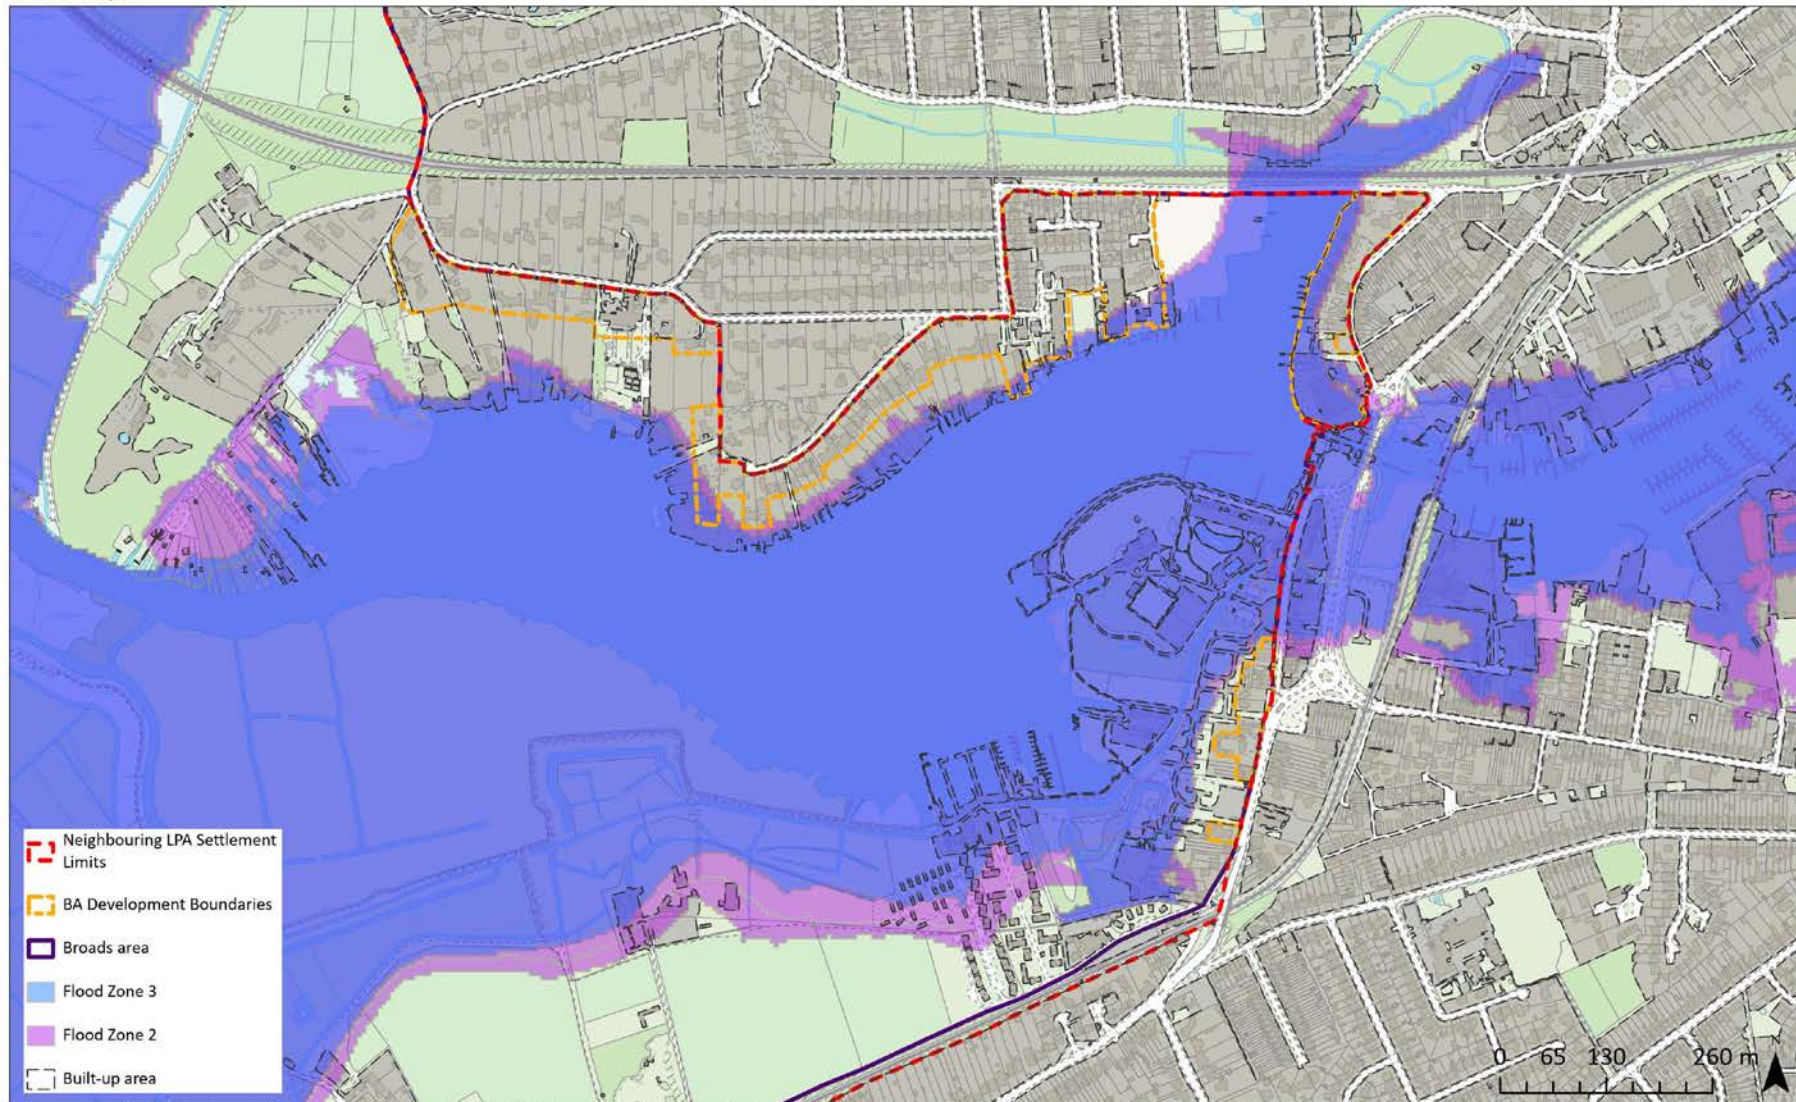 Neighbouring LPA Settlement
Limits
BA Development Boundaries
Broads area
Flood Zone 3
Flood Zone 2
Built-up area
0 65 130 260 m